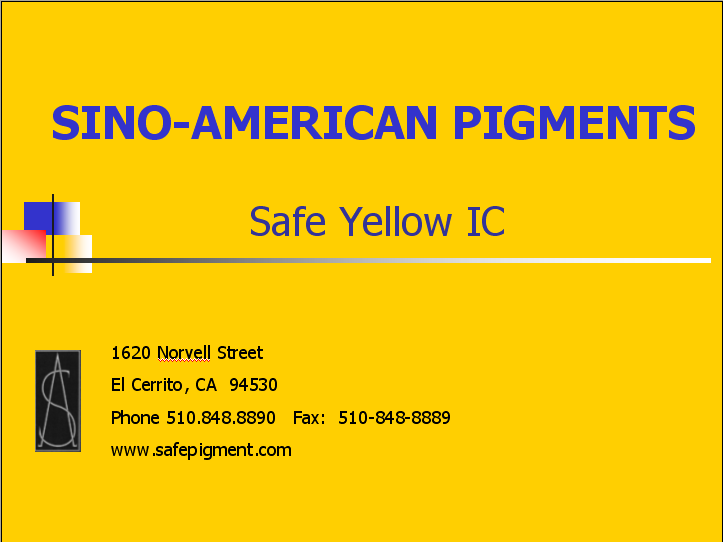 SINO-AMERICAN PIGMENTS
Safe Yellow IC
1620 Norvell Street
El Cerrito, CA 94530
Phone 510.848.8890 Fax: 510-848-8889
www.safepigment.com